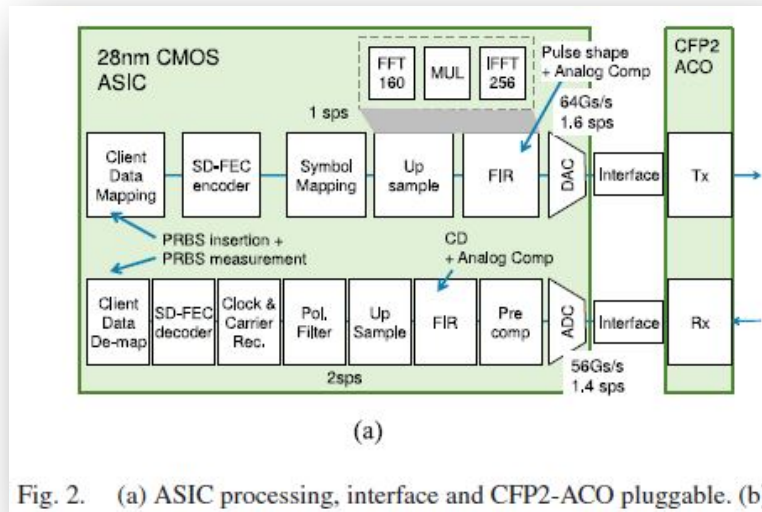 28nm CMOS
ASIC
FFT
160
MUL
IFFT
256
Pulse shape
+ Analog Comp
CFP2
ACO
1 sps
64Gs/s
1.6 sps
Client
Data
Mapping
SD-FEC
encoder
Symbol
Mapping
Up
sample
FIR
DAC
Interface
Tx
PRBS insertion +
PRBS measurement
CD
+ Analog Comp
Client
Data
De-map
SD-FEC
decoder
Clock &
Carrier
Rec.
Pol.
Filter
Up
Sample
FIR
Pre
comp
ADC
Interface
Rx
2sps
56Gs/s
1.4 sps
(a)
Fig. 2. (a) ASIC processing, interface and CFP2-ACO pluggable. (b)